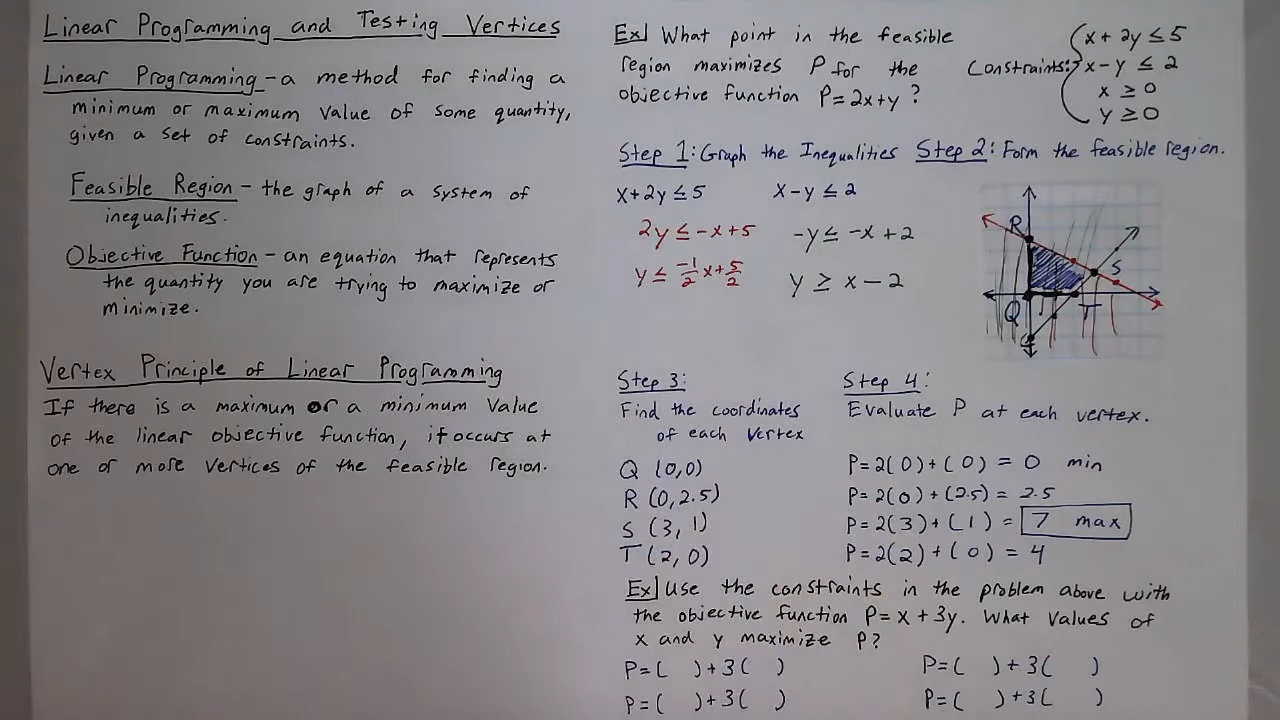 Linear Programming and Testing Vertices
Linear Programming - a method for finding a
minimum or maximum value of some quantity,
given a set of constraints.
Feasible Region - the graph of a system of
inequalities.
Objective Function - an equation that represents
the quantity you are trying to maximize or
minimize.
Vertex Principle of Linear Programming
If there is a maximum or a minimum value
of the linear objective function, it occurs at
one or more vertices of the feasible region.
Ex) What point in the feasible
region maximizes P for the
objective function P=2x+y?
Constraints:
x+2y≤5
x-y≤2
x≥0
y≥0
Step 1: Graph the Inequalities
x+2y≤5
2y≤-x+5
y≤-1/2x+5/2
x-y≤2
-y≤-x+2
y≥x-2
Step 2: Form the feasible region.
R
S
Q
T
Step 3:
Find the coordinates
of each vertex
Q (0,0)
R (0,2.5)
S (3,1)
T (2,0)
Step 4:
Evaluate P at each vertex.
P=2(0)+(0)=0 min
P=2(0)+(2.5)=2.5
P=2(3)+(1)=7 max
P=2(2)+(0)=4
Ex) Use the constraints in the problem above with
the objective function P=x+3y. What values of
x and y maximize P?
P=( )+3( )
P=( )+3( )
P=( )+3( )
P=( )+3( )